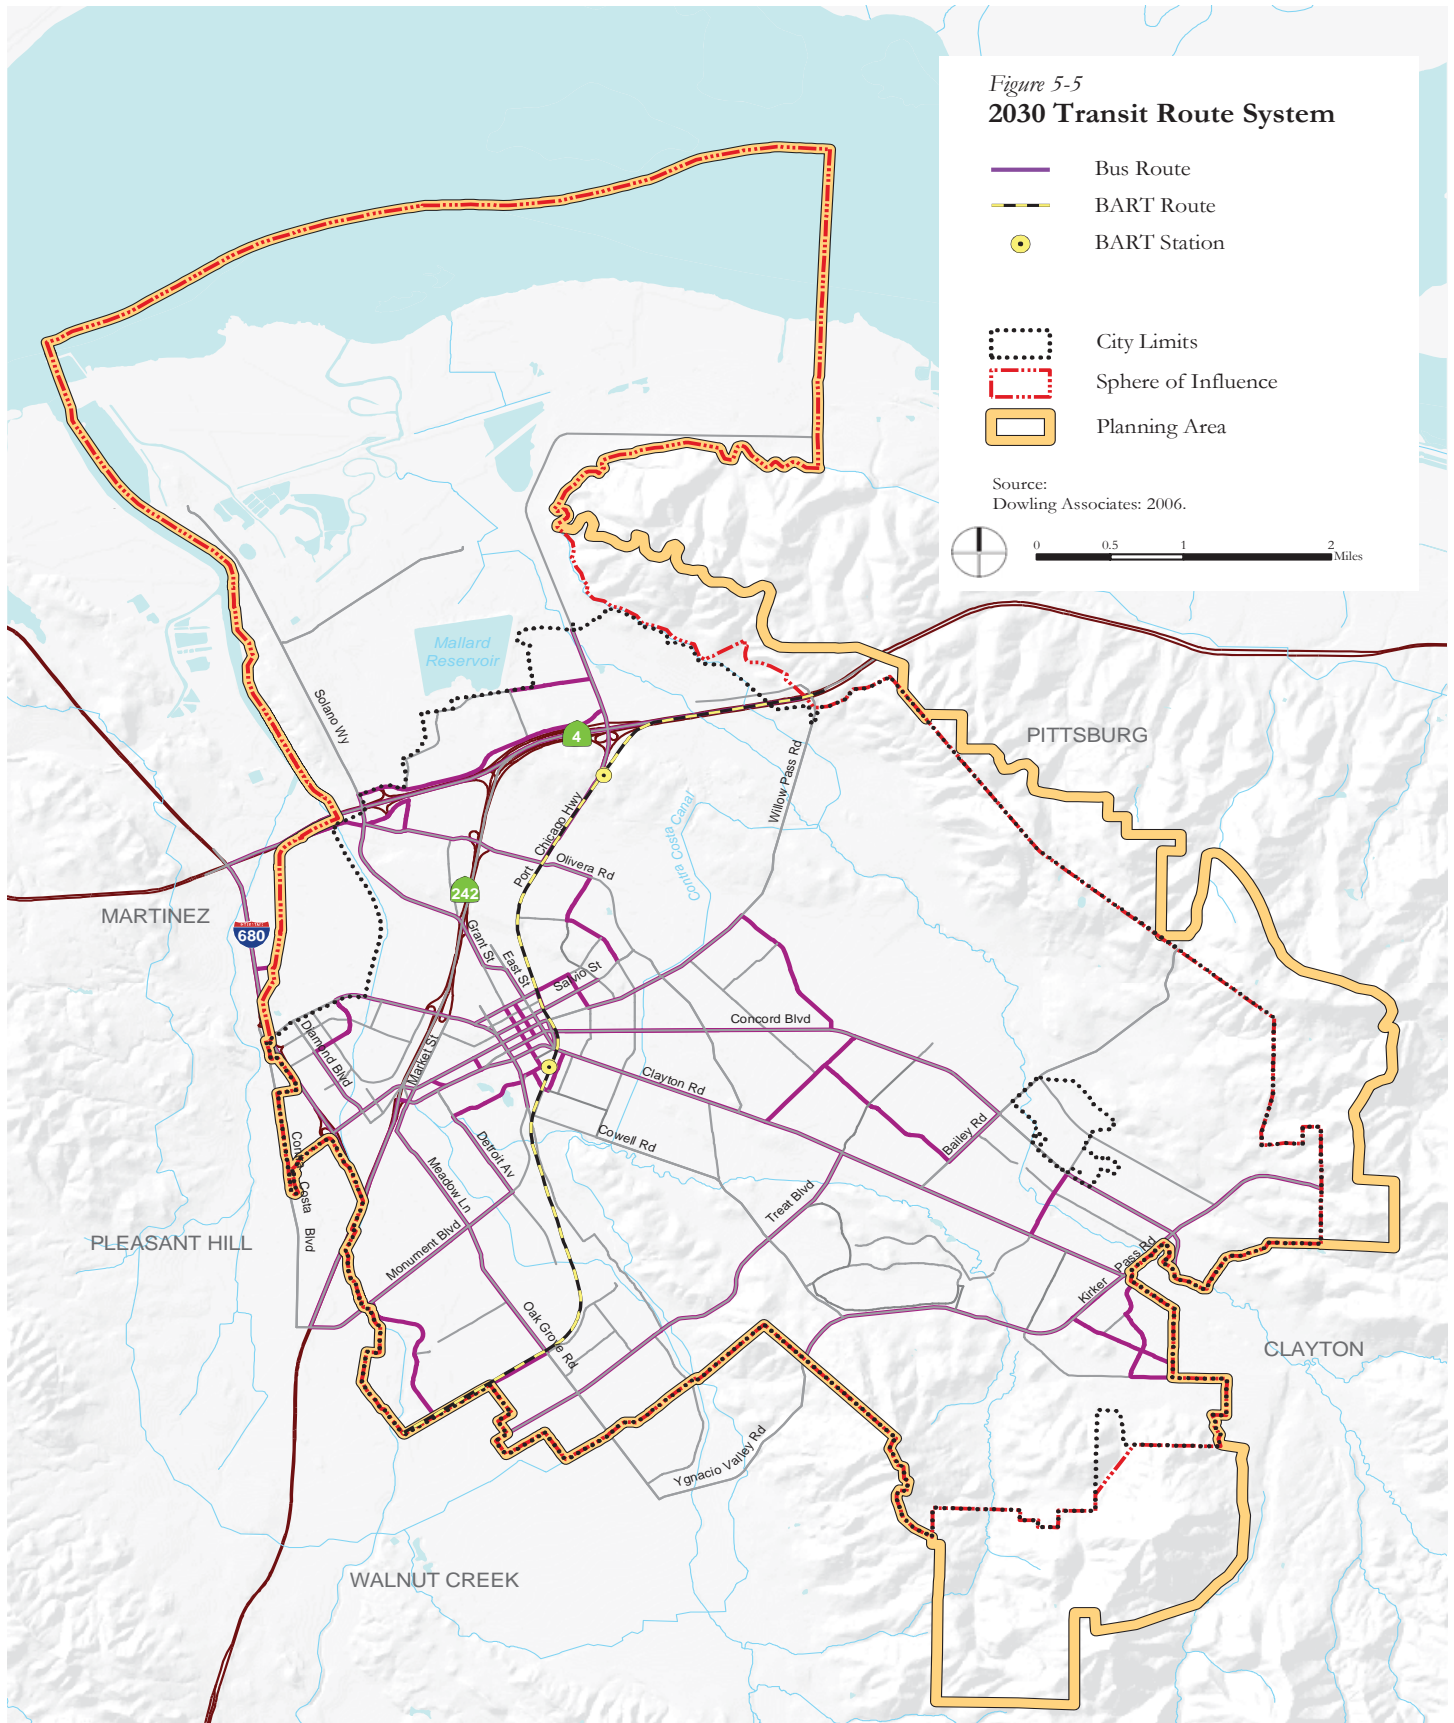 Figure 5-5
2030 Transit Route System
Bus Route
BART Route
BART Station
City Limits
Sphere of Influence
Planning Area
Source:
Dowling Associates: 2006.
0 0.5 1 2
Miles
Mallard
Reservoir
Solano Wy
4
PITTSBURG
Willow Pass Rd
Contra Costa Canal
Port Chicago Hwy
Olivera Rd
242
MARTINEZ
680
Grant St
East St
Salvio St
Concord Blvd
Diamond Blvd
Market St
Clayton Rd
Cowell Rd
Bailey Rd
Detroit Av
Meadow Ln
Contra Costa Blvd
Treat Blvd
PLEASANT HILL
Monument Blvd
Kirker Pass Rd
Oak Grove Rd
CLAYTON
Ygnacio Valley Rd
WALNUT CREEK